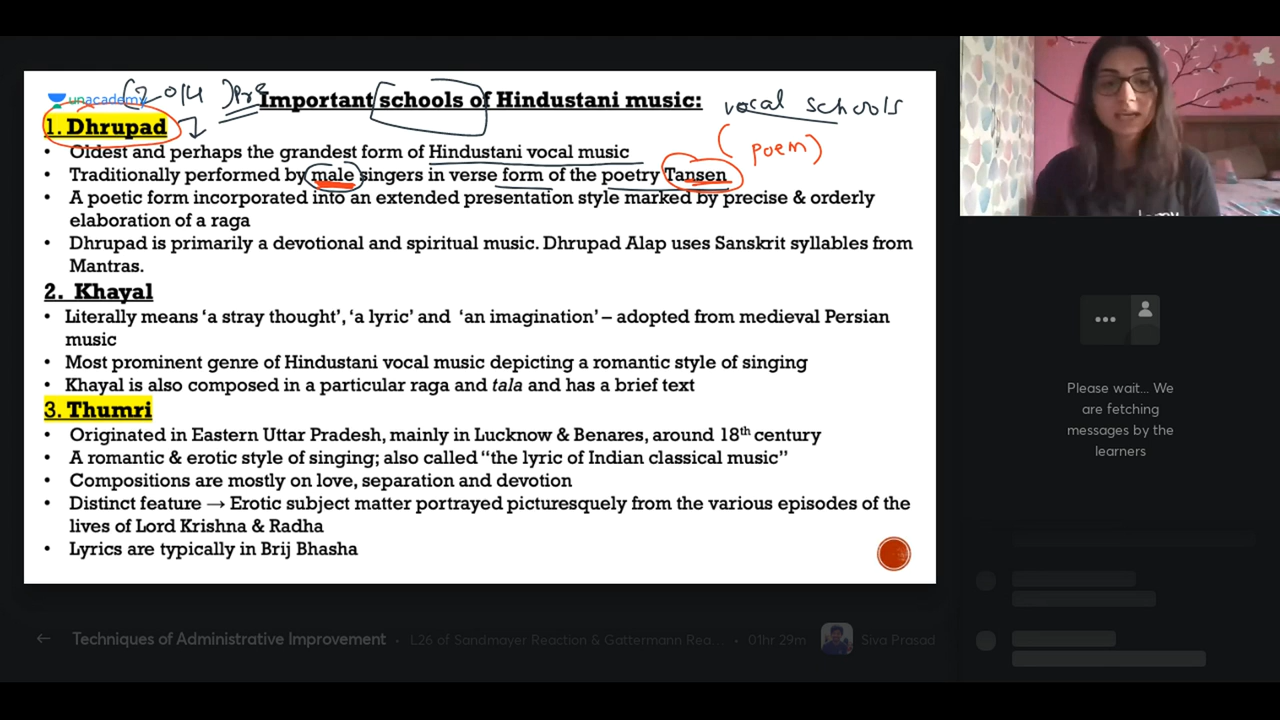 unacademy
(2014 )Pre
Important schools of Hindustani music:
vocal schools
(poem)
1. Dhrupad
• Oldest and perhaps the grandest form of Hindustani vocal music
• Traditionally performed by male singers in verse form of the poetry Tansen
• A poetic form incorporated into an extended presentation style marked by precise & orderly
elaboration of a raga
• Dhrupad is primarily a devotional and spiritual music. Dhrupad Alap uses Sanskrit syllables from
Mantras.
2. Khayal
• Literally means ‘a stray thought’, ‘a lyric’ and ‘an imagination’ – adopted from medieval Persian
music
• Most prominent genre of Hindustani vocal music depicting a romantic style of singing
• Khayal is also composed in a particular raga and tala and has a brief text
3. Thumri
• Originated in Eastern Uttar Pradesh, mainly in Lucknow & Benares, around 18th century
• A romantic & erotic style of singing; also called “the lyric of Indian classical music”
• Compositions are mostly on love, separation and devotion
• Distinct feature → Erotic subject matter portrayed picturesquely from the various episodes of the
lives of Lord Krishna & Radha
• Lyrics are typically in Brij Bhasha
Please wait... We
are fetching
messages by the
learners
← Techniques of Administrative Improvement • L26 of Sandmayer Reaction & Gattermann Rea... • 01hr 29m Siva Prasad